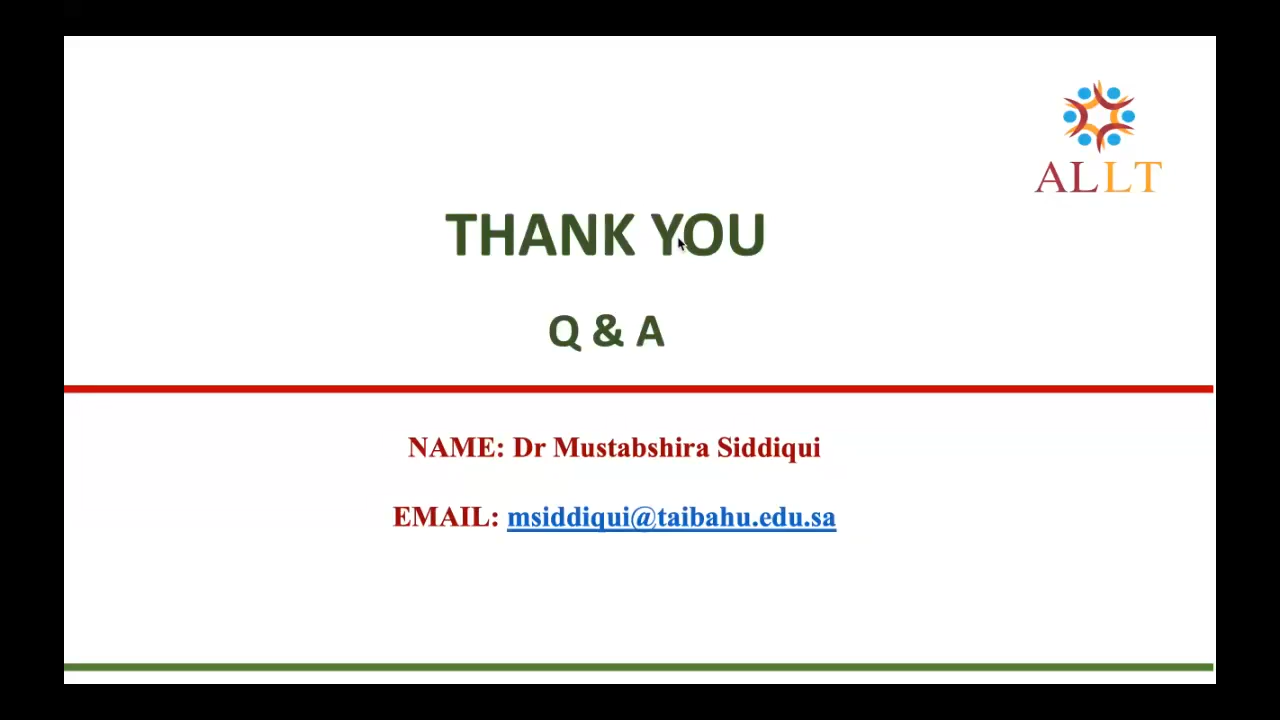 ALLT
THANK YOU
Q & A
NAME: Dr Mustabshira Siddiqui
EMAIL: msiddiqui@taibahu.edu.sa